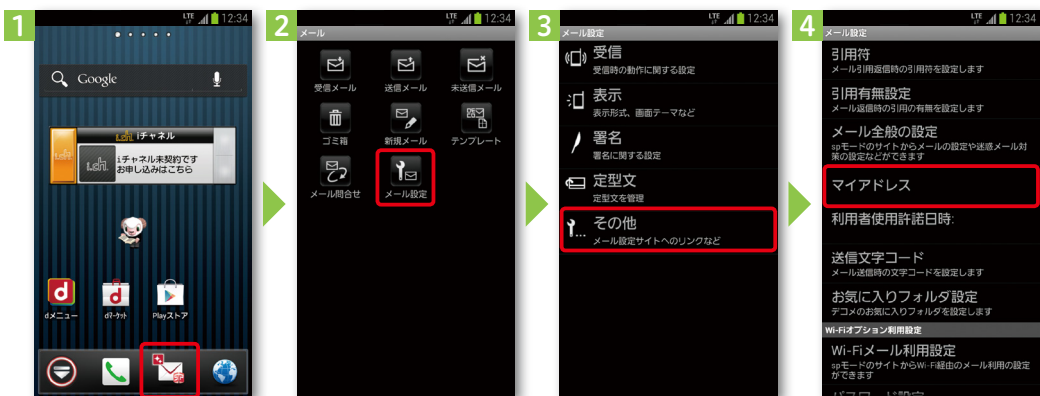 1
LTE 12:34
Google
i.ch iチャネル
i.ch
i.ch
iチャネル未契約です
お申し込みはこちら
dメニュー
dマーケット
Playストア
2
LTE 12:34
メール
受信メール
送信メール
未送信メール
ゴミ箱
新規メール
テンプレート
メール問合せ
メール設定
3
LTE 12:34
メール設定
受信
受信時の動作に関する設定
表示
表示形式、画面テーマなど
署名
署名に関する設定
定型文
定型文を管理
その他
メール設定サイトへのリンクなど
4
LTE 12:34
メール設定
引用符
メール引用返信時の引用符を設定します
引用有無設定
メール返信時の引用の有無を設定します
メール全般の設定
spモードのサイトからメールの設定や迷惑メール対
策の設定などができます
マイアドレス
利用者使用許諾日時:
送信文字コード
メール送信時の文字コードを設定します
お気に入りフォルダ設定
デコメのお気に入りフォルダを設定します
Wi-Fiオプション利用設定
Wi-Fiメール利用設定
spモードのサイトからWi-Fi経由のメール利用の設定
ができます